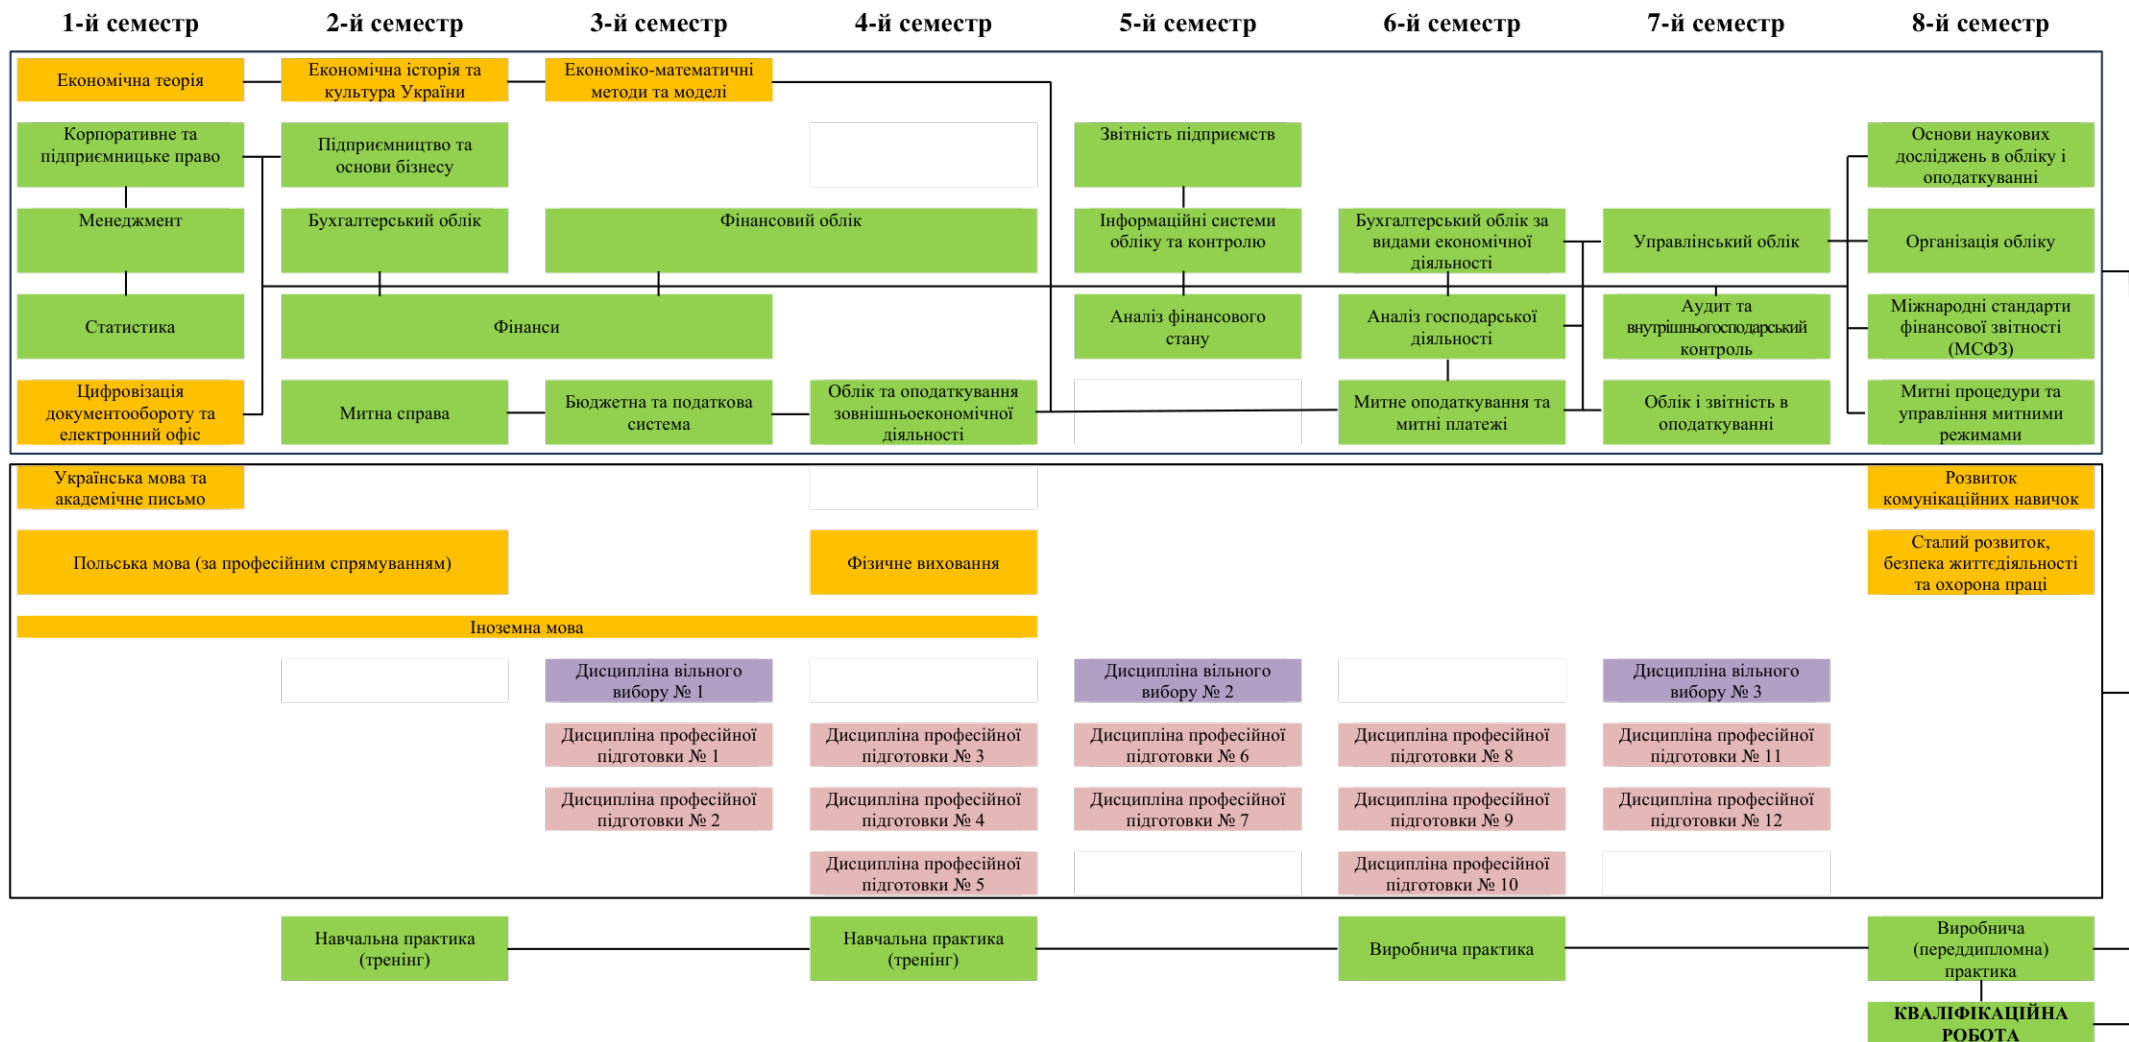 1-й семестр
2-й семестр
3-й семестр
4-й семестр
5-й семестр
6-й семестр
7-й семестр
8-й семестр
Економічна теорія
Економічна історія та
культура України
Економіко-математичні
методи та моделі
Корпоративне та
підприємницьке право
Підприємництво та
основи бізнесу
Звітність підприємств
Основи наукових
досліджень в обліку і
оподаткуванні
Менеджмент
Бухгалтерський облік
Фінансовий облік
Інформаційні системи
обліку та контролю
Бухгалтерський облік за
видами економічної
діяльності
Управлінський облік
Організація обліку
Статистика
Фінанси
Аналіз фінансового
стану
Аналіз господарської
діяльності
Аудит та
внутрішньогосподарський
контроль
Міжнародні стандарти
фінансової звітності
(МСФЗ)
Цифровізація
документообороту та
електронний офіс
Митна справа
Бюджетна та податкова
система
Облік та оподаткування
зовнішньоекономічної
діяльності
Митне оподаткування та
митні платежі
Облік і звітність в
оподаткуванні
Митні процедури та
управління митними
режимами
Українська мова та
академічне письмо
Розвиток
комунікаційних навичок
Польська мова (за професійним спрямуванням)
Фізичне виховання
Сталий розвиток,
безпека життєдіяльності
та охорона праці
Іноземна мова
Дисципліна вільного
вибору № 1
Дисципліна вільного
вибору № 2
Дисципліна вільного
вибору № 3
Дисципліна професійної
підготовки № 1
Дисципліна професійної
підготовки № 3
Дисципліна професійної
підготовки № 6
Дисципліна професійної
підготовки № 8
Дисципліна професійної
підготовки № 11
Дисципліна професійної
підготовки № 2
Дисципліна професійної
підготовки № 4
Дисципліна професійної
підготовки № 7
Дисципліна професійної
підготовки № 9
Дисципліна професійної
підготовки № 12
Дисципліна професійної
підготовки № 5
Дисципліна професійної
підготовки № 10
Навчальна практика
(тренінг)
Навчальна практика
(тренінг)
Виробнича практика
Виробнича
(переддипломна)
практика
КВАЛІФІКАЦІЙНА
РОБОТА